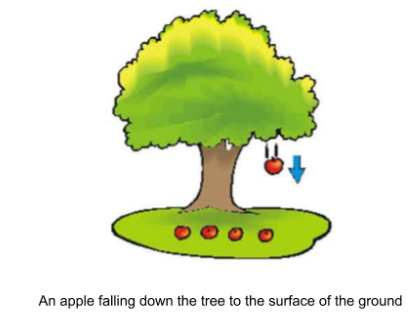 An apple falling down the tree to the surface of the ground